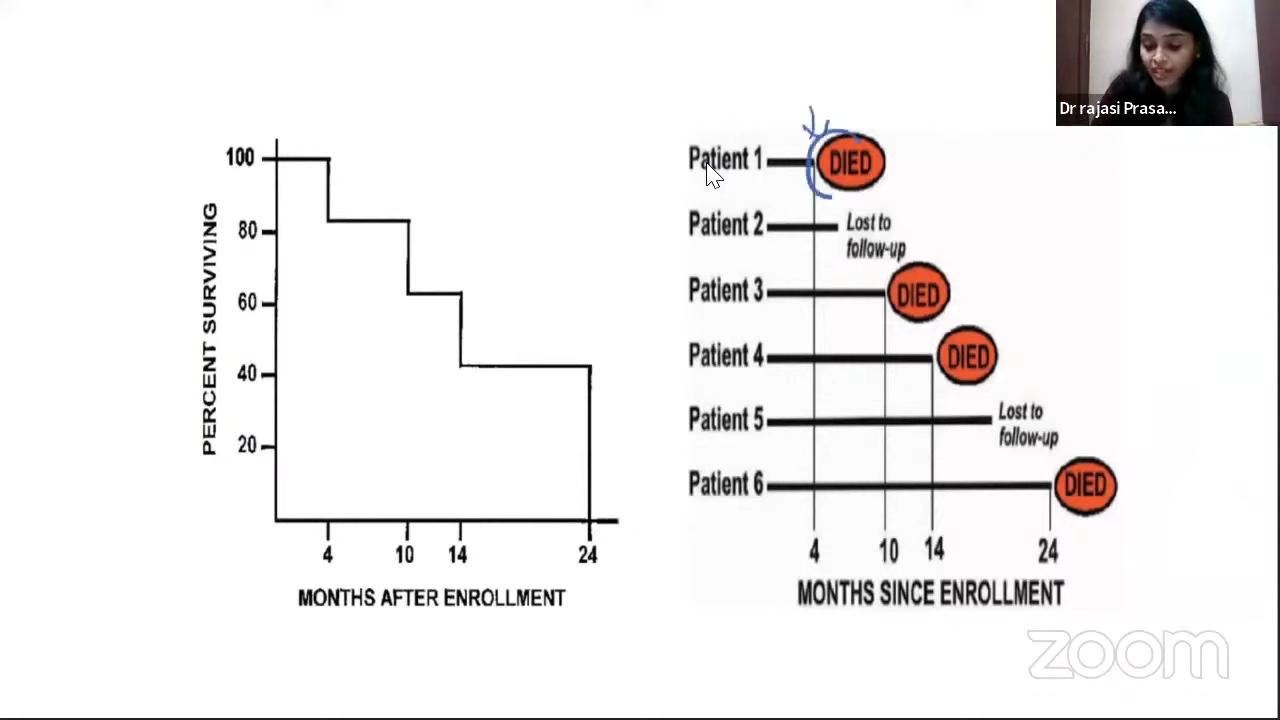 Dr rajasi Prasa...
100
80
60
40
20
PERCENT SURVIVING
4 10 14 24
MONTHS AFTER ENROLLMENT
Patient 1 DIED
Patient 2 Lost to
follow-up
Patient 3 DIED
Patient 4 DIED
Patient 5 Lost to
follow-up
Patient 6 DIED
4 10 14 24
MONTHS SINCE ENROLLMENT
zoom